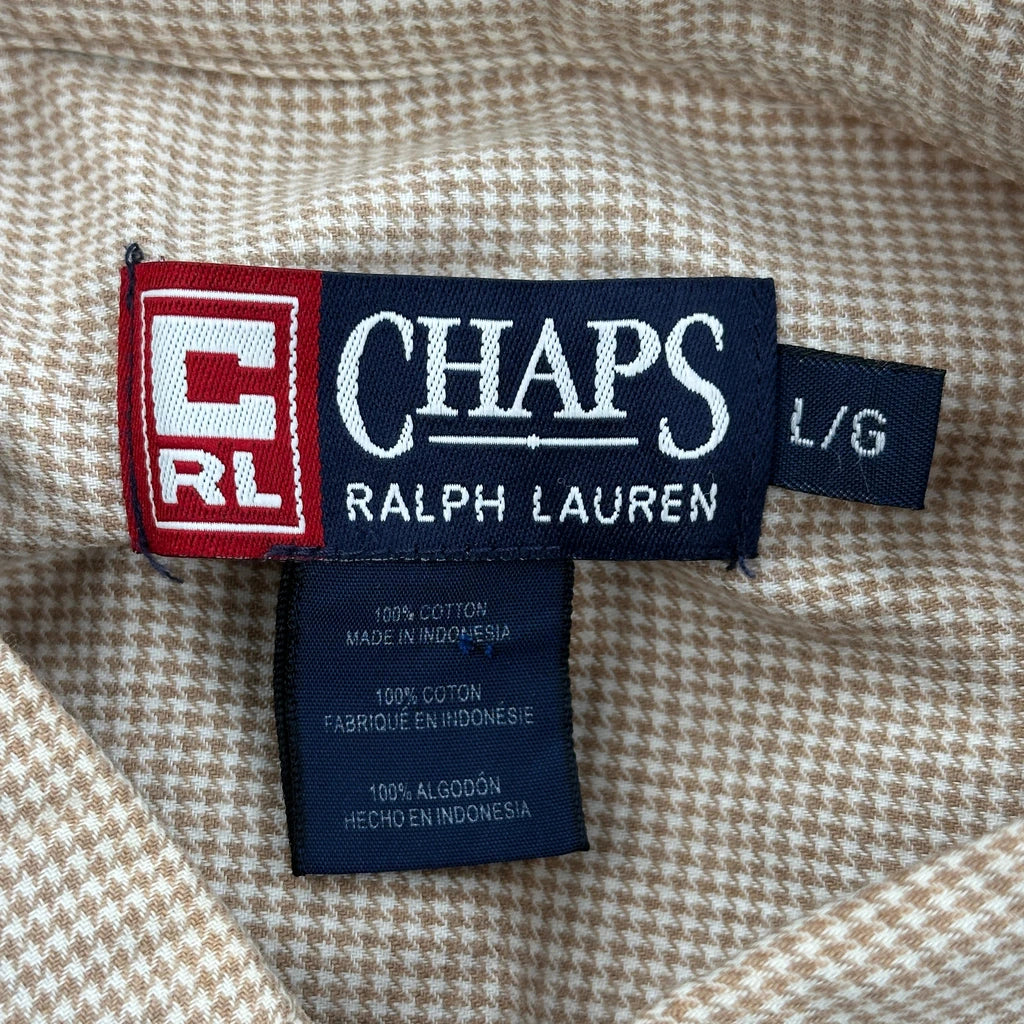 C
RL
CHAPS
RALPH LAUREN
L/G
100% COTTON
MADE IN INDONESIA
100% COTON
FABRIQUÉ EN INDONÉSIE
100% ALGODÓN
HECHO EN INDONESIA